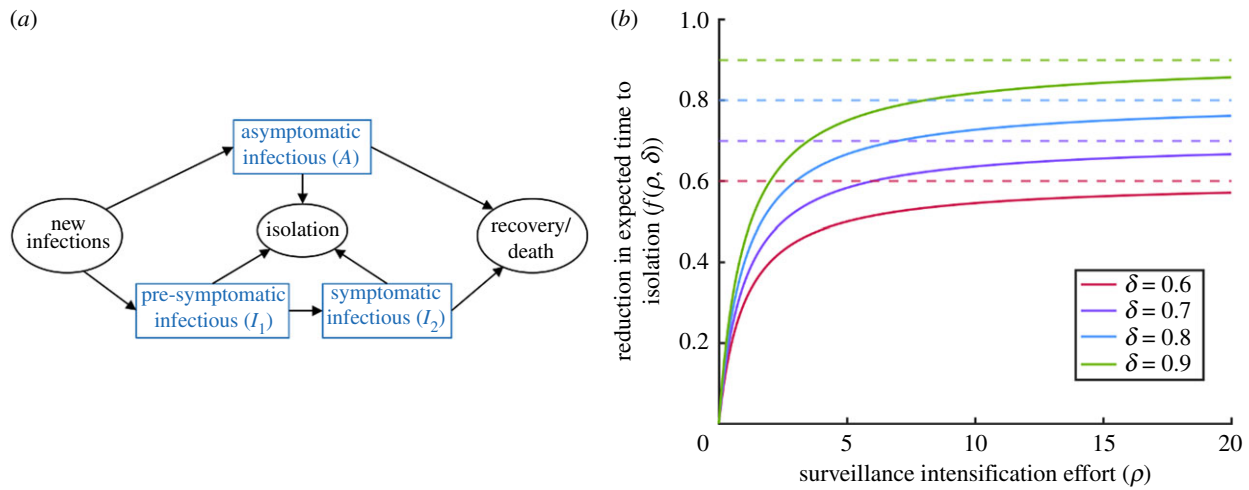 (a)
asymptomatic
infectious (A)
new
infections
isolation
recovery/
death
pre-symptomatic
infectious (I₁)
symptomatic
infectious (I₂)
(b)
reduction in expected time to
isolation (f(ρ, δ))
1.0
0.8
0.6
0.4
0.2
0
5
10
15
20
δ = 0.6
δ = 0.7
δ = 0.8
δ = 0.9
surveillance intensification effort (ρ)